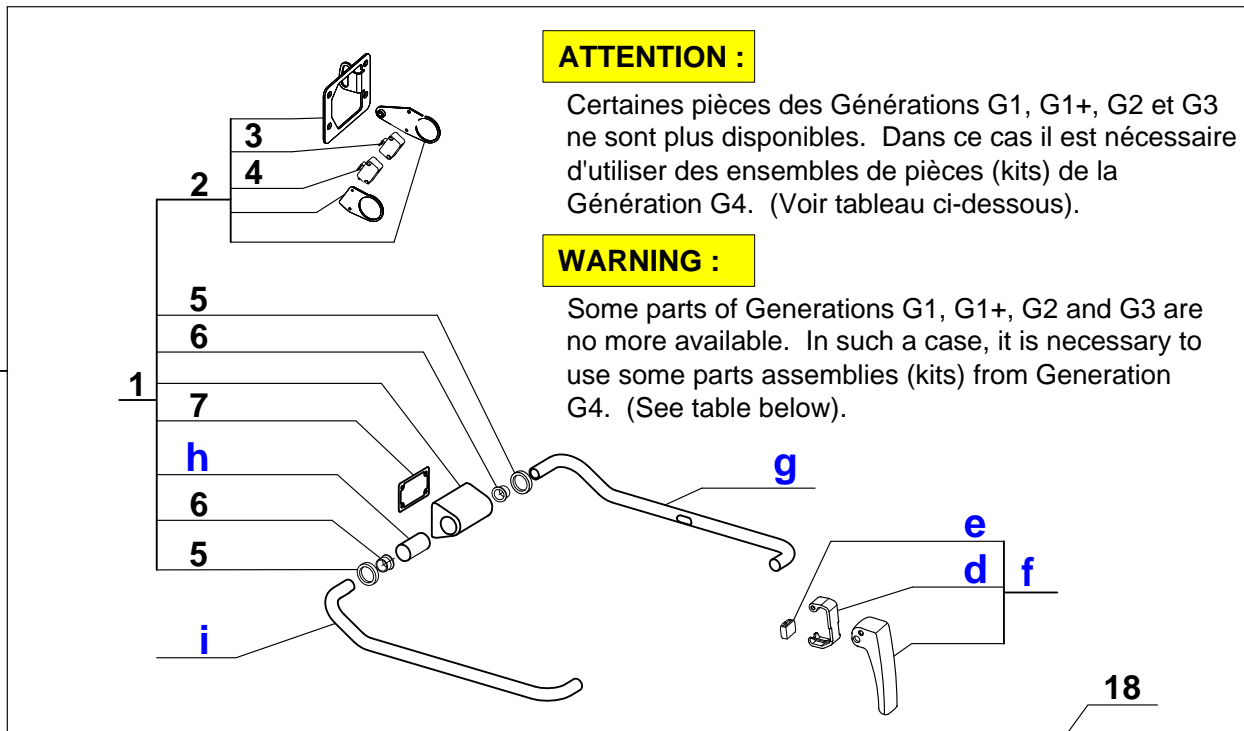 ATTENTION :
Certaines pièces des Générations G1, G1+, G2 et G3
ne sont plus disponibles. Dans ce cas il est nécessaire
d'utiliser des ensembles de pièces (kits) de la
Génération G4. (Voir tableau ci-dessous).
WARNING :
Some parts of Generations G1, G1+, G2 and G3 are
no more available. In such a case, it is necessary to
use some parts assemblies (kits) from Generation
G4. (See table below).
3
4
2
5
6
1
7
h
6
5
i
g
e
d
f
18